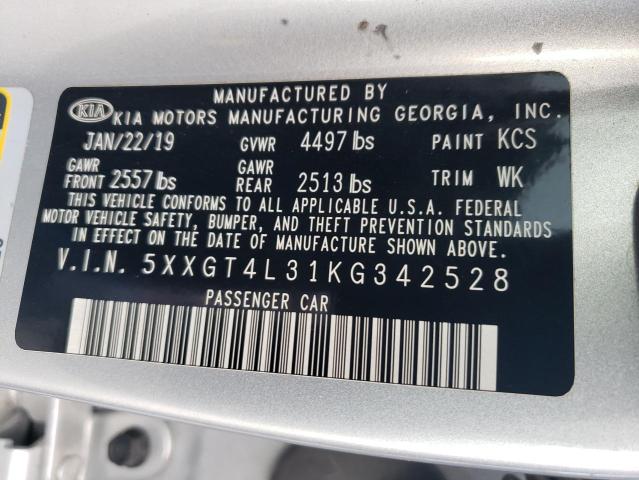 MANUFACTURED BY
KIA KIA MOTORS MANUFACTURING GEORGIA, INC.
JAN/22/19 GVWR 4497 lbs PAINT KCS
GAWR FRONT 2557 lbs GAWR REAR 2513 lbs TRIM WK
THIS VEHICLE CONFORMS TO ALL APPLICABLE U.S.A. FEDERAL
MOTOR VEHICLE SAFETY, BUMPER, AND THEFT PREVENTION STANDARDS
IN EFFECT ON THE DATE OF MANUFACTURE SHOWN ABOVE.
V.I.N. 5XXGT4L31KG342528
PASSENGER CAR